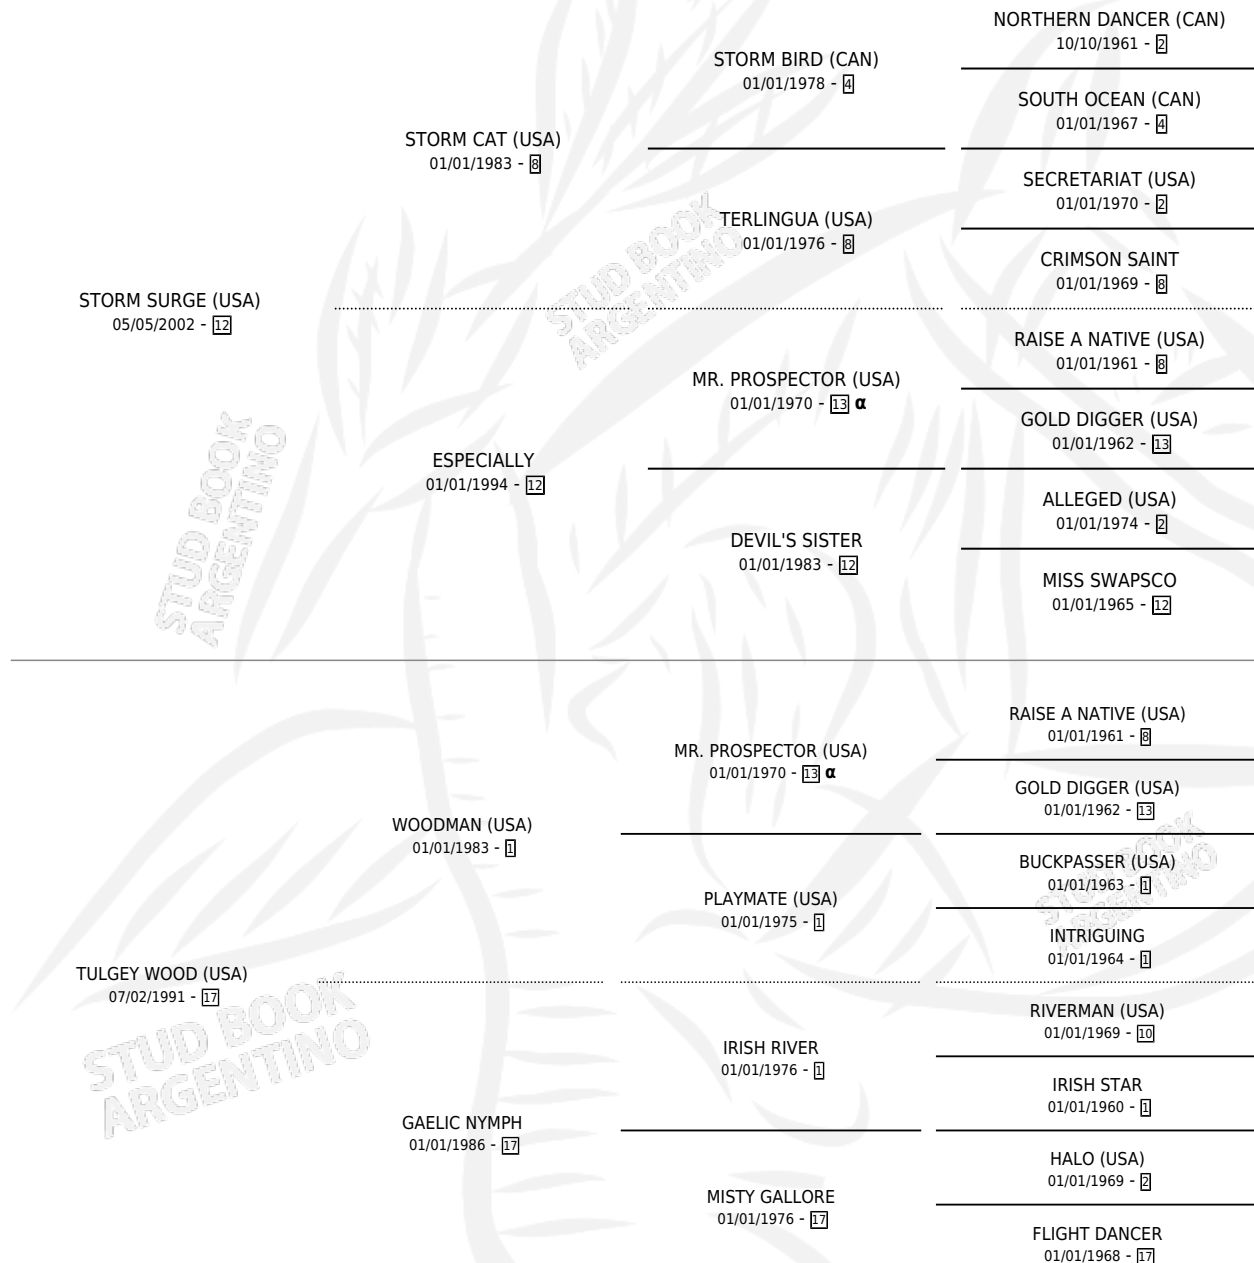 NORTHERN DANCER (CAN)
10/10/1961 - 2
STORM BIRD (CAN)
01/01/1978 - 4
SOUTH OCEAN (CAN)
01/01/1967 - 4
STORM CAT (USA)
01/01/1983 - 8
SECRETARIAT (USA)
01/01/1970 - 2
TERLINGUA (USA)
01/01/1976 - 8
CRIMSON SAINT
01/01/1969 - 8
STORM SURGE (USA)
05/05/2002 - 12
RAISE A NATIVE (USA)
01/01/1961 - 8
MR. PROSPECTOR (USA)
01/01/1970 - 13 α
GOLD DIGGER (USA)
01/01/1962 - 13
ESPECIALLY
01/01/1994 - 12
ALLEGED (USA)
01/01/1974 - 2
DEVIL'S SISTER
01/01/1983 - 12
MISS SWAPSCO
01/01/1965 - 12
STUD BOOK
ARGENTINO
STUD BOOK
ARGENTINO
RAISE A NATIVE (USA)
01/01/1961 - 8
MR. PROSPECTOR (USA)
01/01/1970 - 13 α
GOLD DIGGER (USA)
01/01/1962 - 13
WOODMAN (USA)
01/01/1983 - 1
BUCKPASSER (USA)
01/01/1963 - 1
PLAYMATE (USA)
01/01/1975 - 1
INTRIGUING
01/01/1964 - 1
TULGEY WOOD (USA)
07/02/1991 - 17
RIVERMAN (USA)
01/01/1969 - 10
IRISH RIVER
01/01/1976 - 1
IRISH STAR
01/01/1960 - 1
GAELIC NYMPH
01/01/1986 - 17
HALO (USA)
01/01/1969 - 2
MISTY GALLORE
01/01/1976 - 17
FLIGHT DANCER
01/01/1968 - 17
STUD BOOK
ARGENTINO
STUD BOOK
ARGENTINO